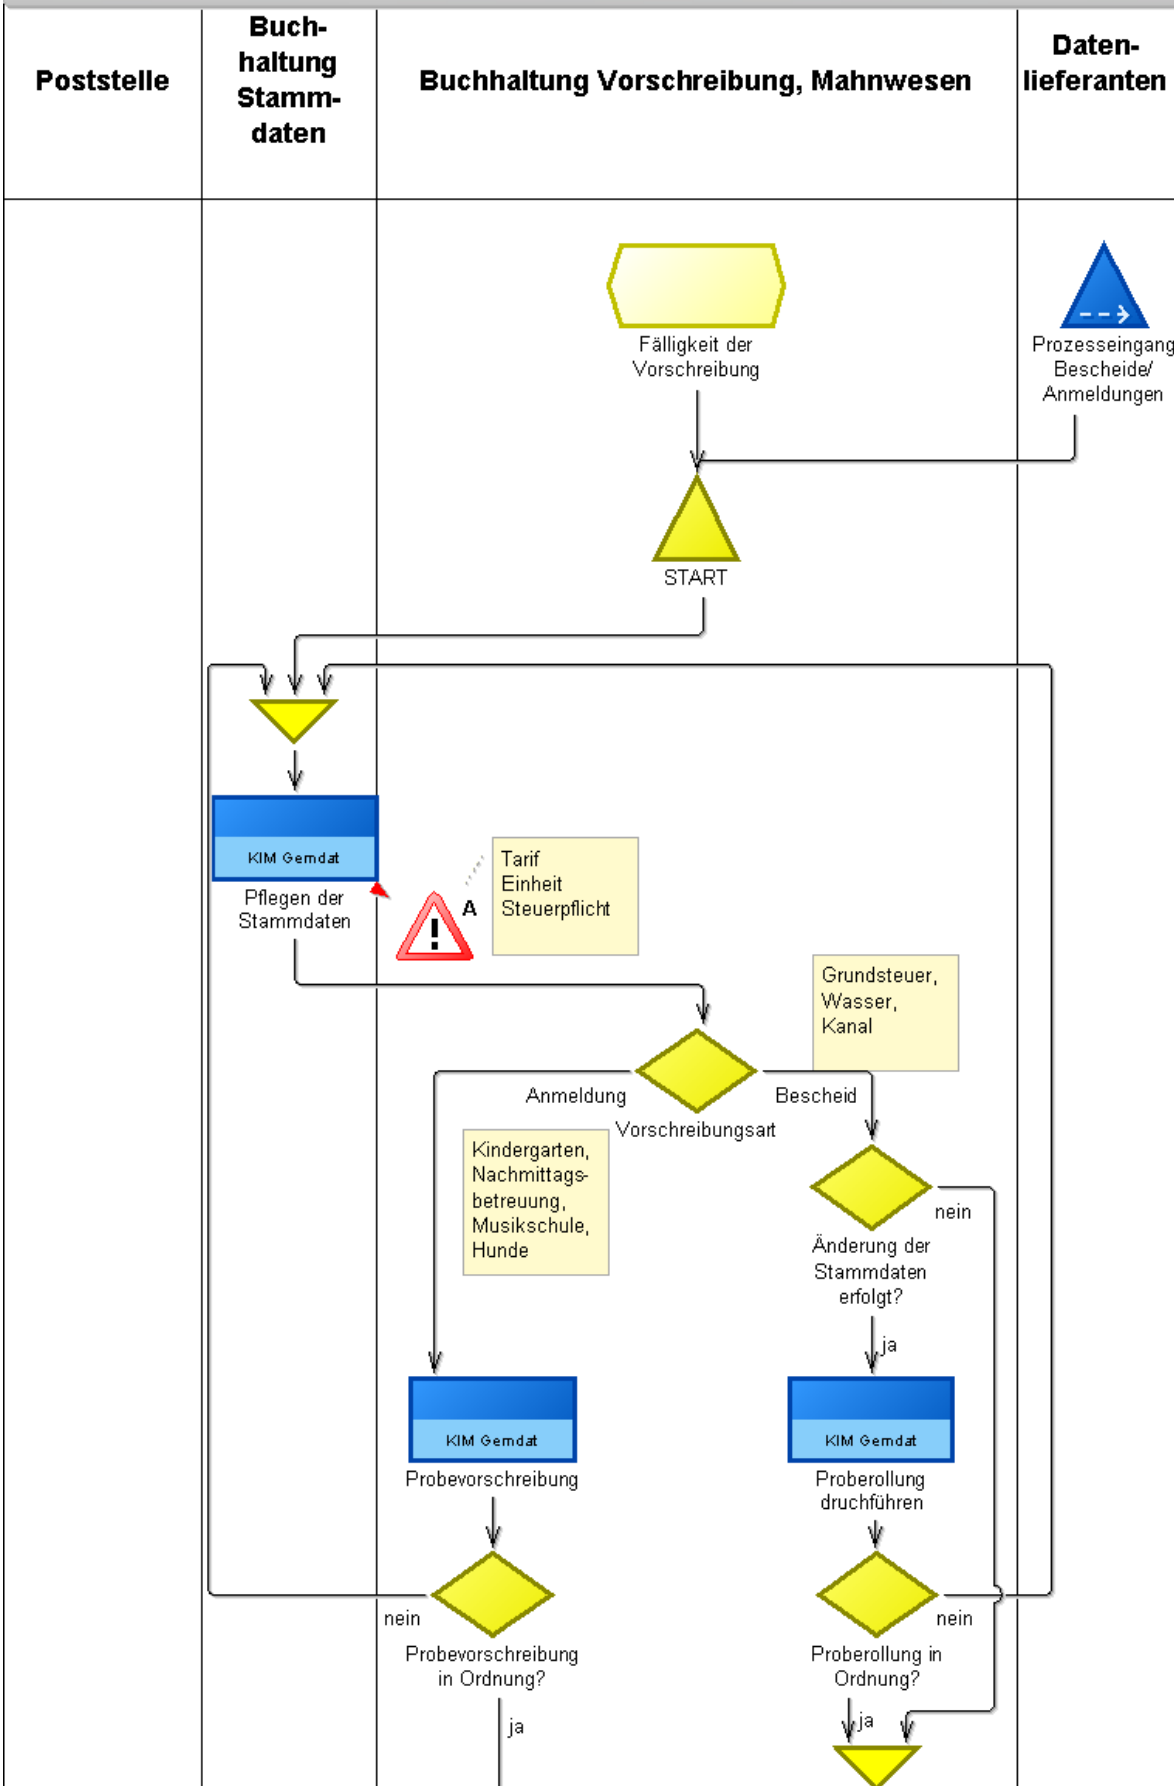 Poststelle
Buch-
haltung
Stamm-
daten
Buchhaltung Vorschreibung, Mahnwesen
Daten-
lieferanten
Fälligkeit der
Vorschreibung
Prozesseingang
Bescheide/
Anmeldungen
START
KIM Gemdat
Pflegen der
Stammdaten
A
Tarif
Einheit
Steuerpflicht
Grundsteuer,
Wasser,
Kanal
Anmeldung
Bescheid
Vorschreibungsart
Kindergarten,
Nachmittags-
betreuung,
Musikschule,
Hunde
nein
Änderung der
Stammdaten
erfolgt?
ja
KIM Gemdat
Probevorschreibung
KIM Gemdat
Proberollung
druchführen
nein
Probevorschreibung
in Ordnung?
ja
nein
Proberollung in
Ordnung?
ja